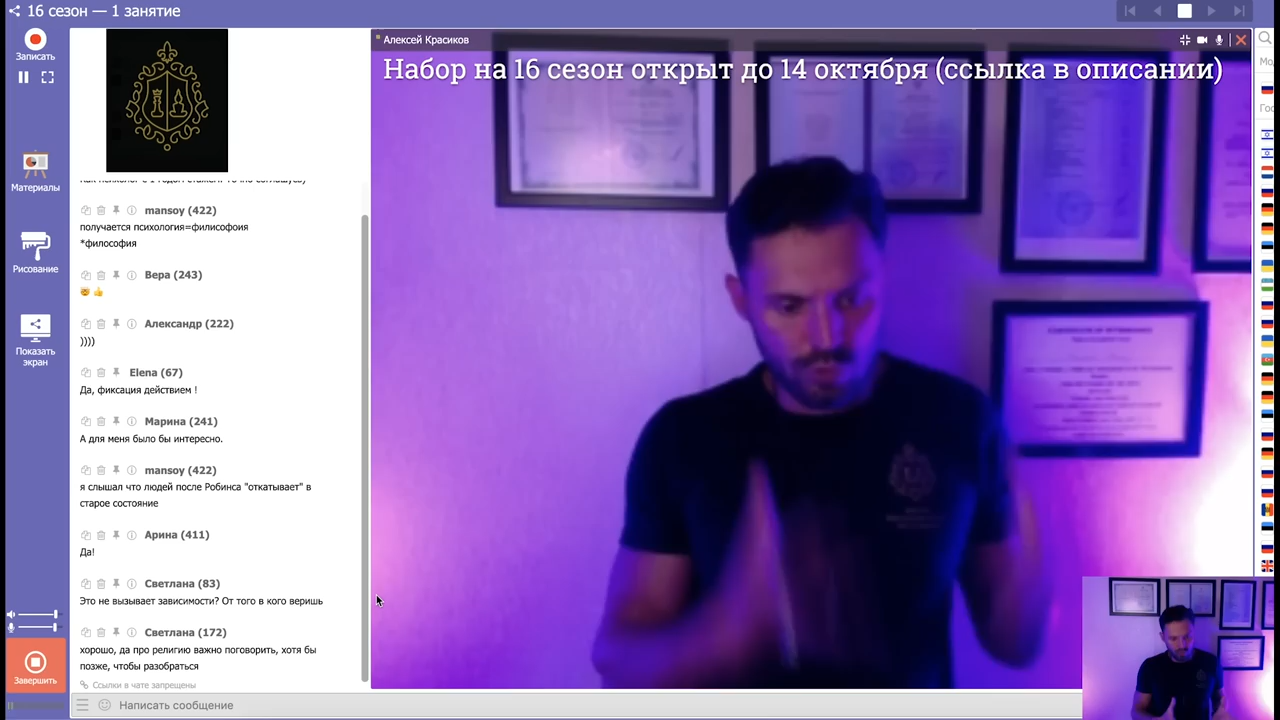 16 сезон — 1 занятие
Записать
Материалы
Рисование
Показать
экран
Завершить
mansoy (422)
получается психология=филисофоия
*философия
Вера (243)
Александр (222)
))))
Elena (67)
Да, фиксация действием !
Марина (241)
А для меня было бы интересно.
mansoy (422)
я слышал что людей после Робинса "откатывает" в
старое состояние
Арина (411)
Да!
Светлана (83)
Это не вызывает зависимости? От того в кого веришь
Светлана (172)
хорошо, да про религию важно поговорить, хотя бы
позже, чтобы разобраться
Ссылки в чате запрещены
Написать сообщение
Алексей Красиков
Набор на 16 сезон открыт до 14 октября (ссылка в описании)